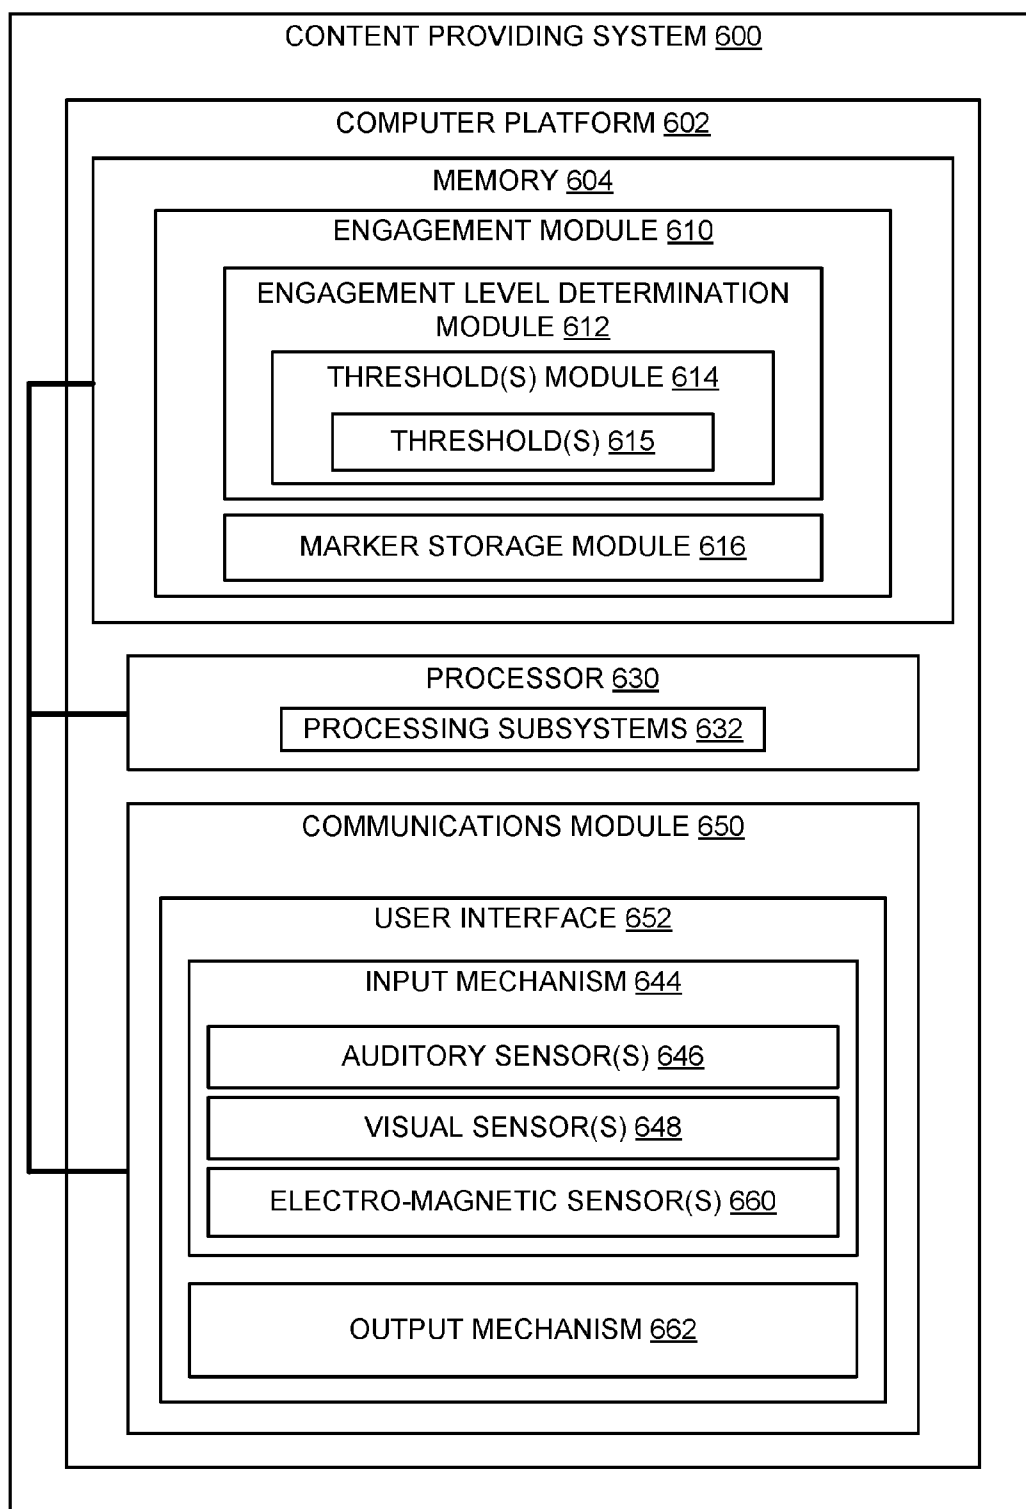 CONTENT PROVIDING SYSTEM 600
COMPUTER PLATFORM 602
MEMORY 604
ENGAGEMENT MODULE 610
ENGAGEMENT LEVEL DETERMINATION
MODULE 612
THRESHOLD(S) MODULE 614
THRESHOLD(S) 615
MARKER STORAGE MODULE 616
PROCESSOR 630
PROCESSING SUBSYSTEMS 632
COMMUNICATIONS MODULE 650
USER INTERFACE 652
INPUT MECHANISM 644
AUDITORY SENSOR(S) 646
VISUAL SENSOR(S) 648
ELECTRO-MAGNETIC SENSOR(S) 660
OUTPUT MECHANISM 662